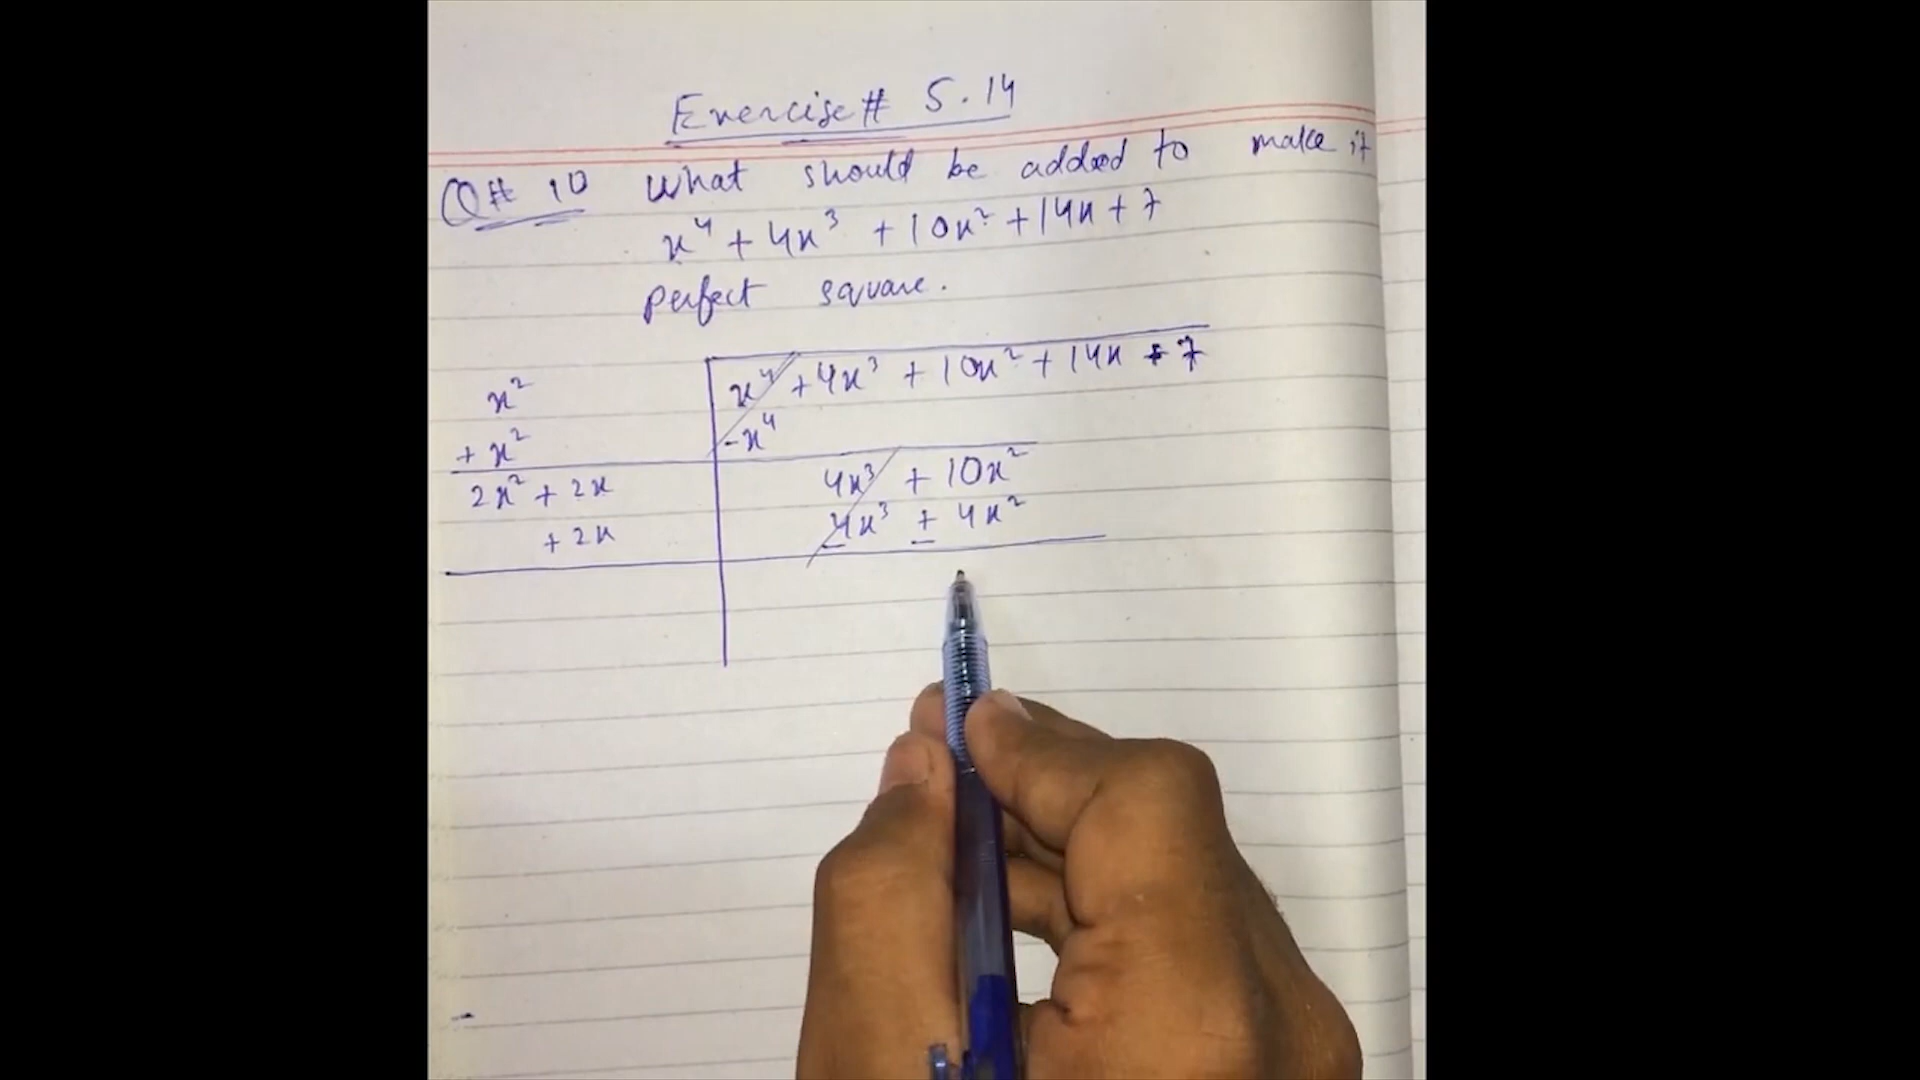 Exercise# 5.14
Q# 10 What should be added to make it
x⁴ + 4x³ + 10x² + 14x + 7
perfect square.
x² x⁴ + 4x³ + 10x² + 14x + 7
+ x² -x⁴
2x² + 2x 4x³ + 10x²
+ 2x 4x³ ± 4x²